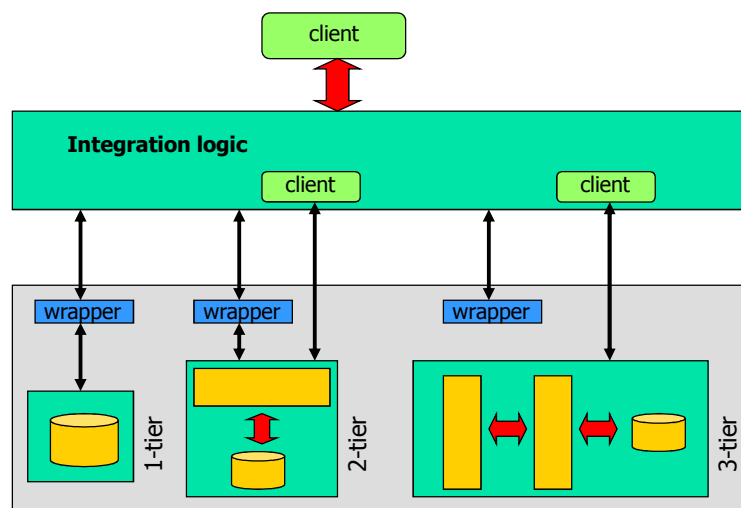 client
Integration logic
client
client
wrapper
wrapper
wrapper
1-tier
2-tier
3-tier